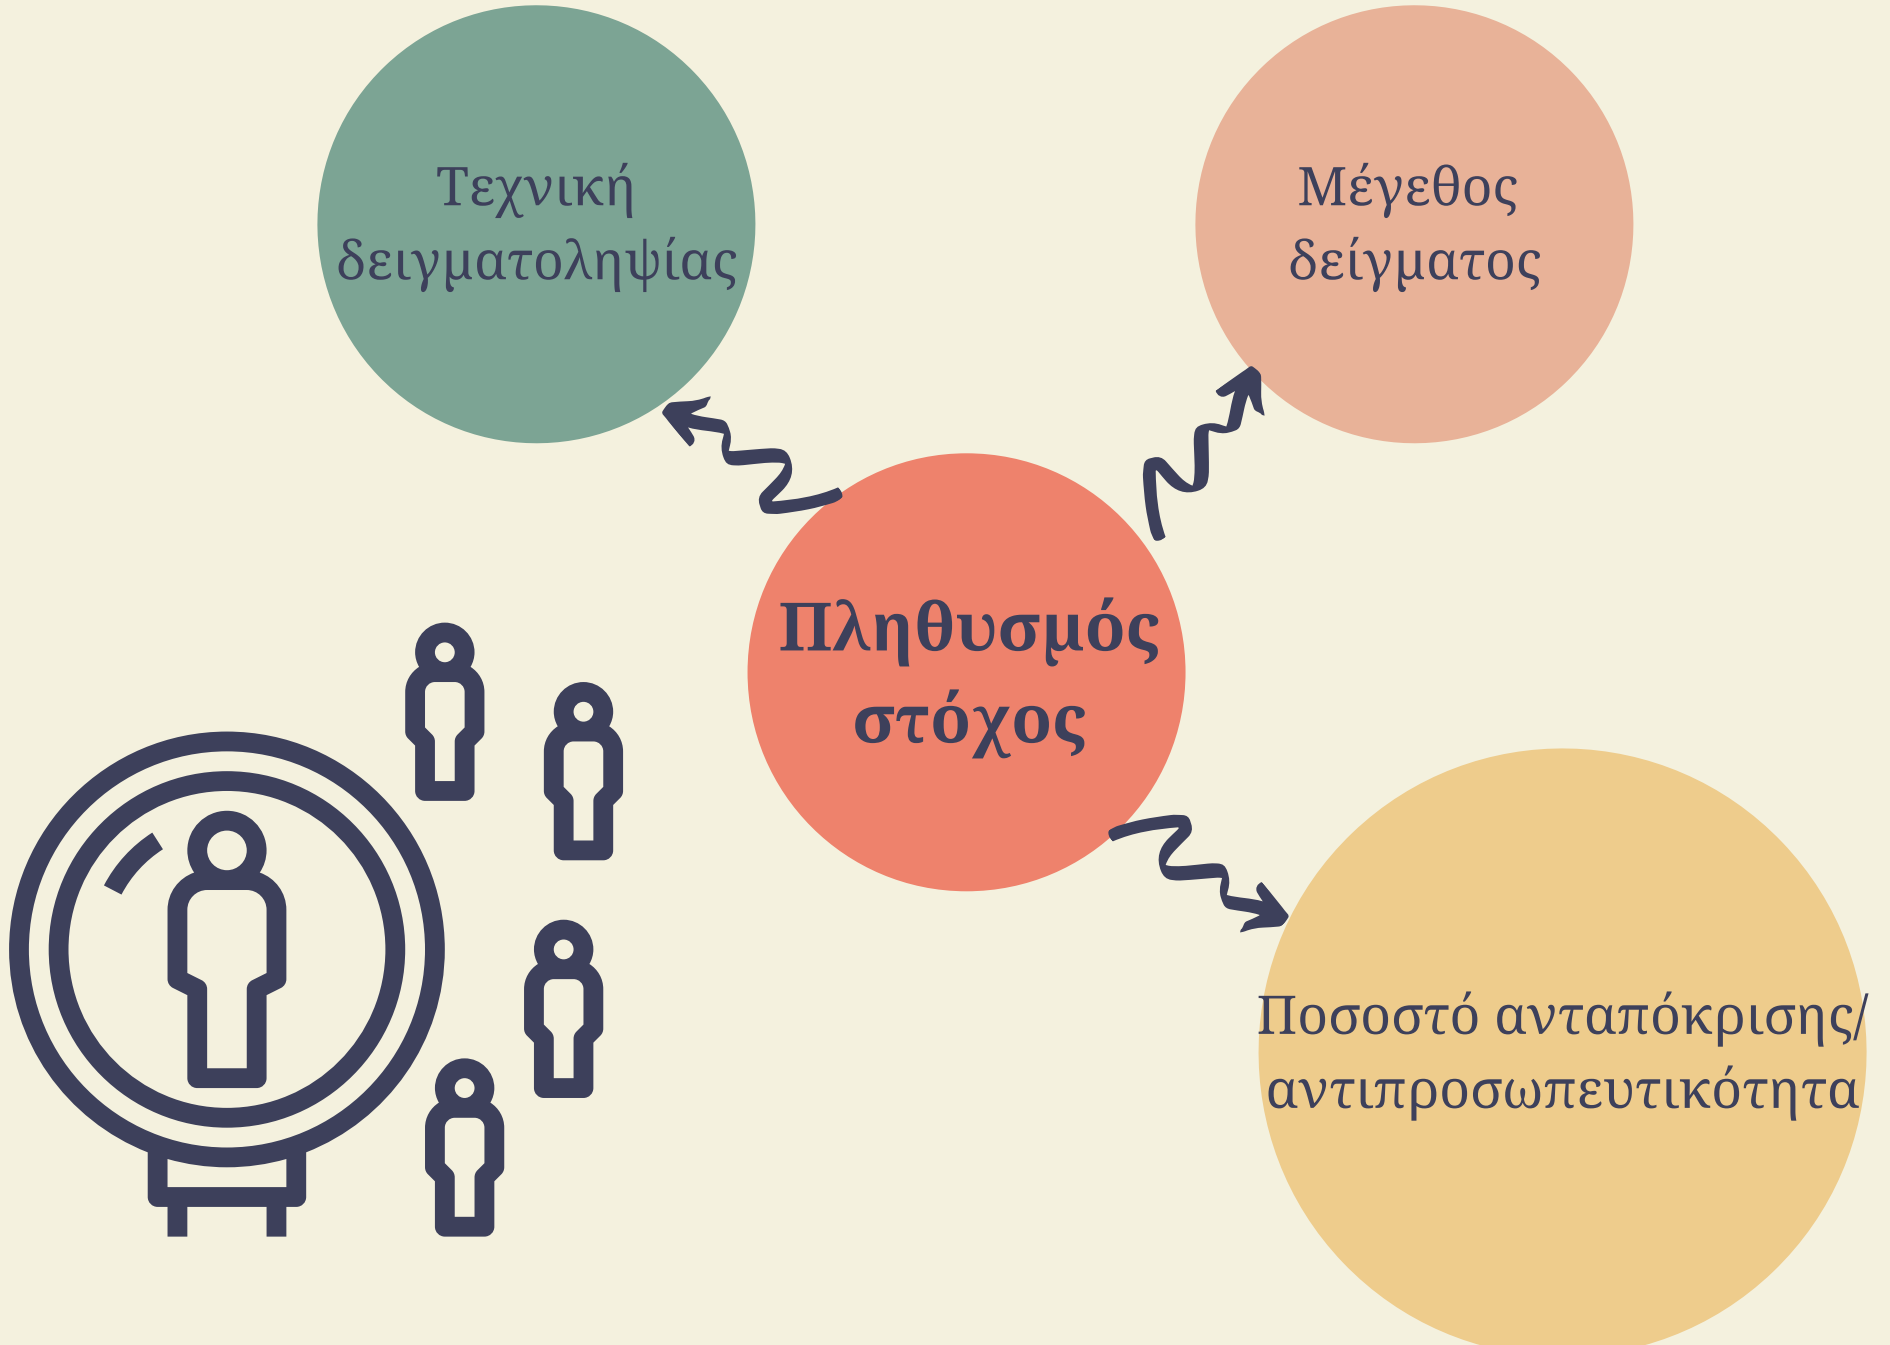 Τεχνική
δειγματοληψίας
Μέγεθος
δείγματος
Πληθυσμός
στόχος
Ποσοστό ανταπόκρισης/
αντιπροσωπευτικότητα